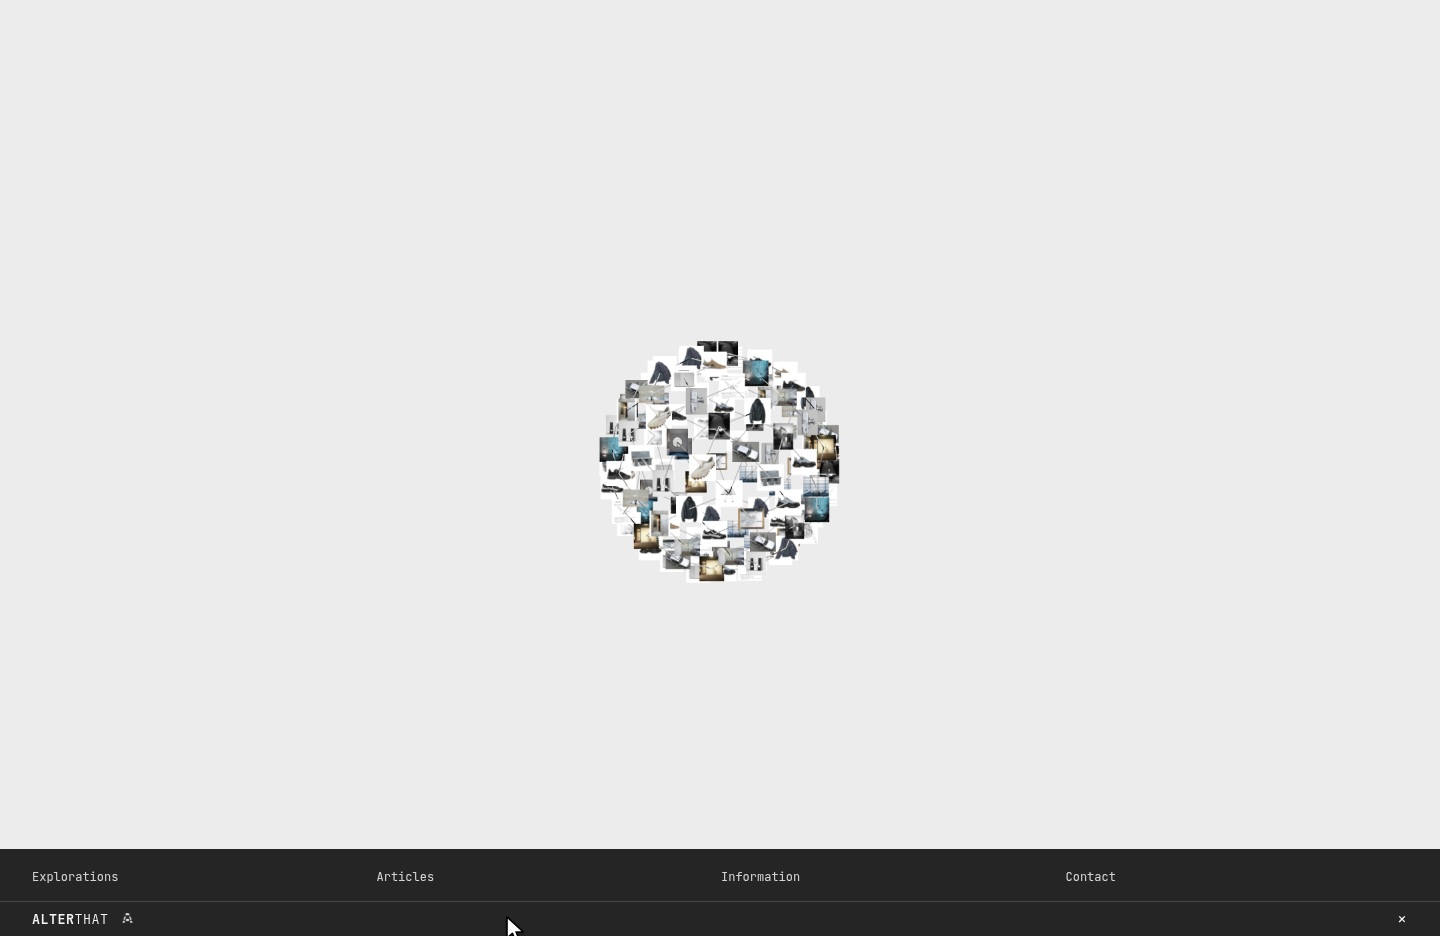 Explorations
Articles
Information
Contact
ALTERTHAT
×